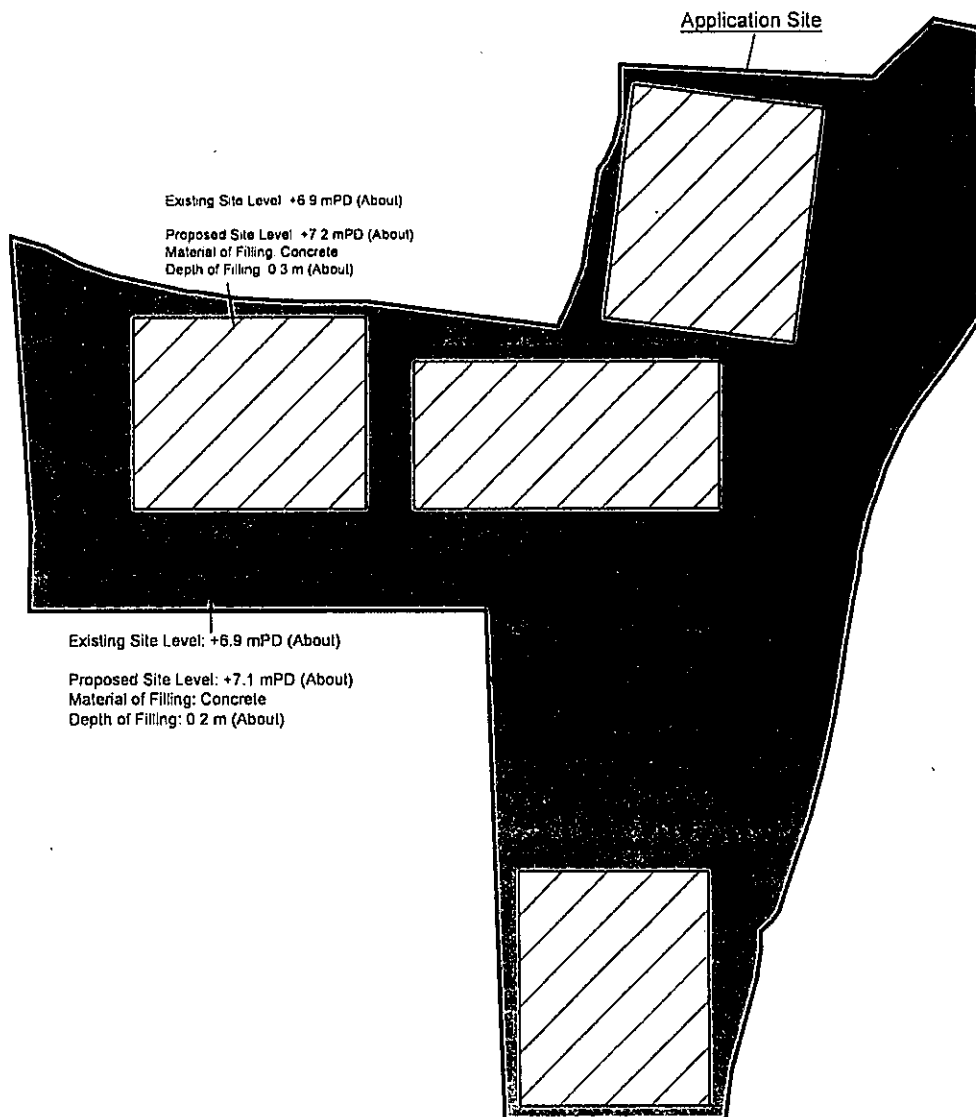 Application Site
Existing Site Level +6 9 mPD (About)
Proposed Site Level +7 2 mPD (About)
Material of Filling. Concrete
Depth of Filling 0 3 m (About)
Existing Site Level: +6.9 mPD (About)
Proposed Site Level: +7.1 mPD (About)
Material of Filling: Concrete
Depth of Filling: 0 2 m (About)